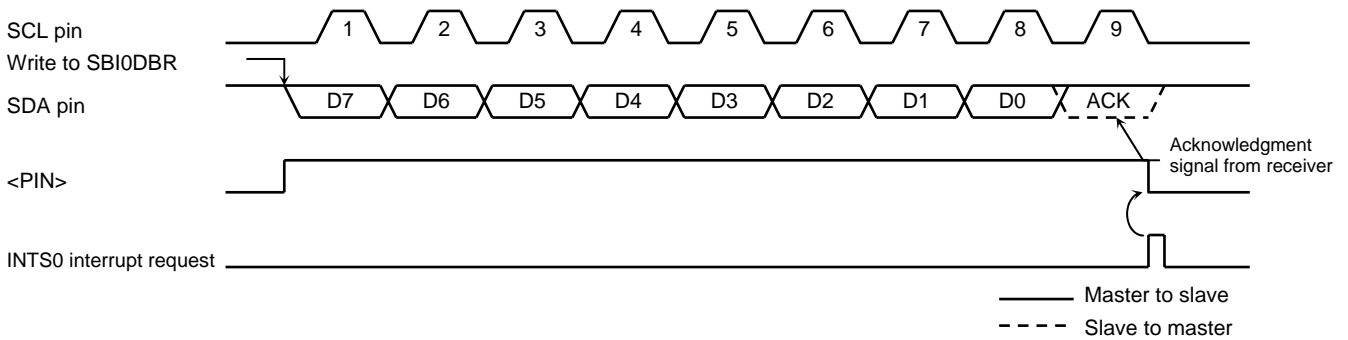 SCL pin
1 2 3 4 5 6 7 8 9
Write to SBI0DBR
SDA pin
D7 D6 D5 D4 D3 D2 D1 D0 ACK
Acknowledgment
signal from receiver
<PIN>
INTS0 interrupt request
Master to slave
Slave to master